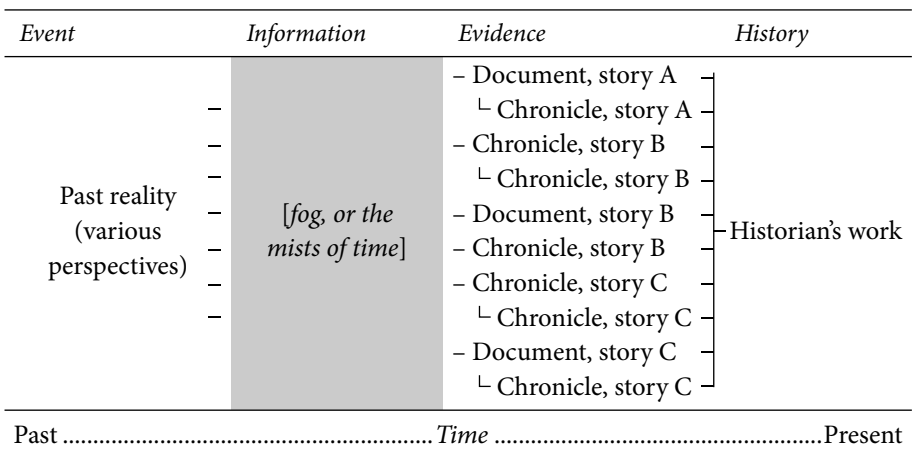 Event Information Evidence History
– Document, story A
└ Chronicle, story A
– Chronicle, story B
└ Chronicle, story B
Past reality
(various
perspectives)
[fog, or the
mists of time]
– Document, story B
– Chronicle, story B
– Chronicle, story C
└ Chronicle, story C
– Document, story C
└ Chronicle, story C
Historian's work
Past ...................................................... Time ...................................................... Present